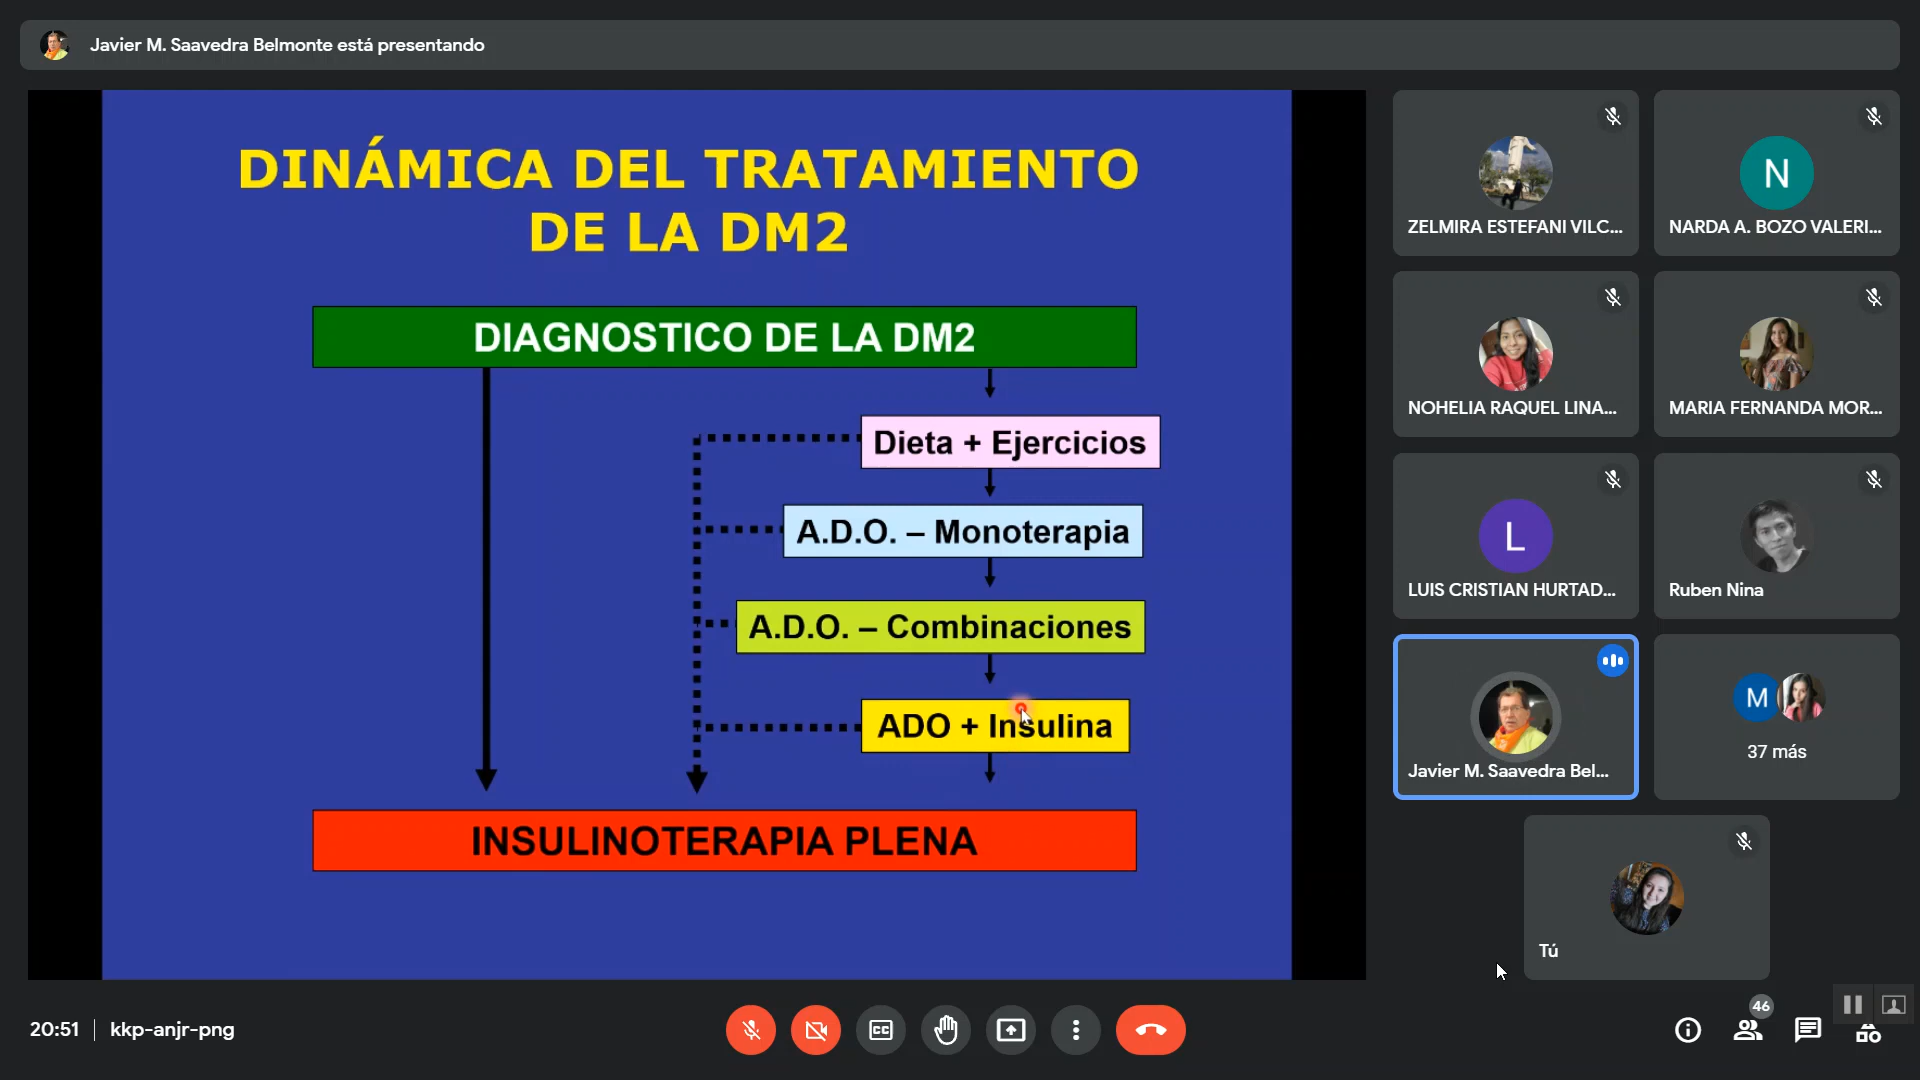 Javier M. Saavedra Belmonte está presentando
DINÁMICA DEL TRATAMIENTO
DE LA DM2
DIAGNOSTICO DE LA DM2
Dieta + Ejercicios
A.D.O. – Monoterapia
A.D.O. – Combinaciones
ADO + Insulina
INSULINOTERAPIA PLENA
ZELMIRA ESTEFANI VILC...
N
NARDA A. BOZO VALERI...
NOHELIA RAQUEL LINA...
MARIA FERNANDA MOR...
L
LUIS CRISTIAN HURTAD...
Ruben Nina
Javier M. Saavedra Bel...
M
37 más
Tú
20:51 | kkp-anjr-png
CC
46